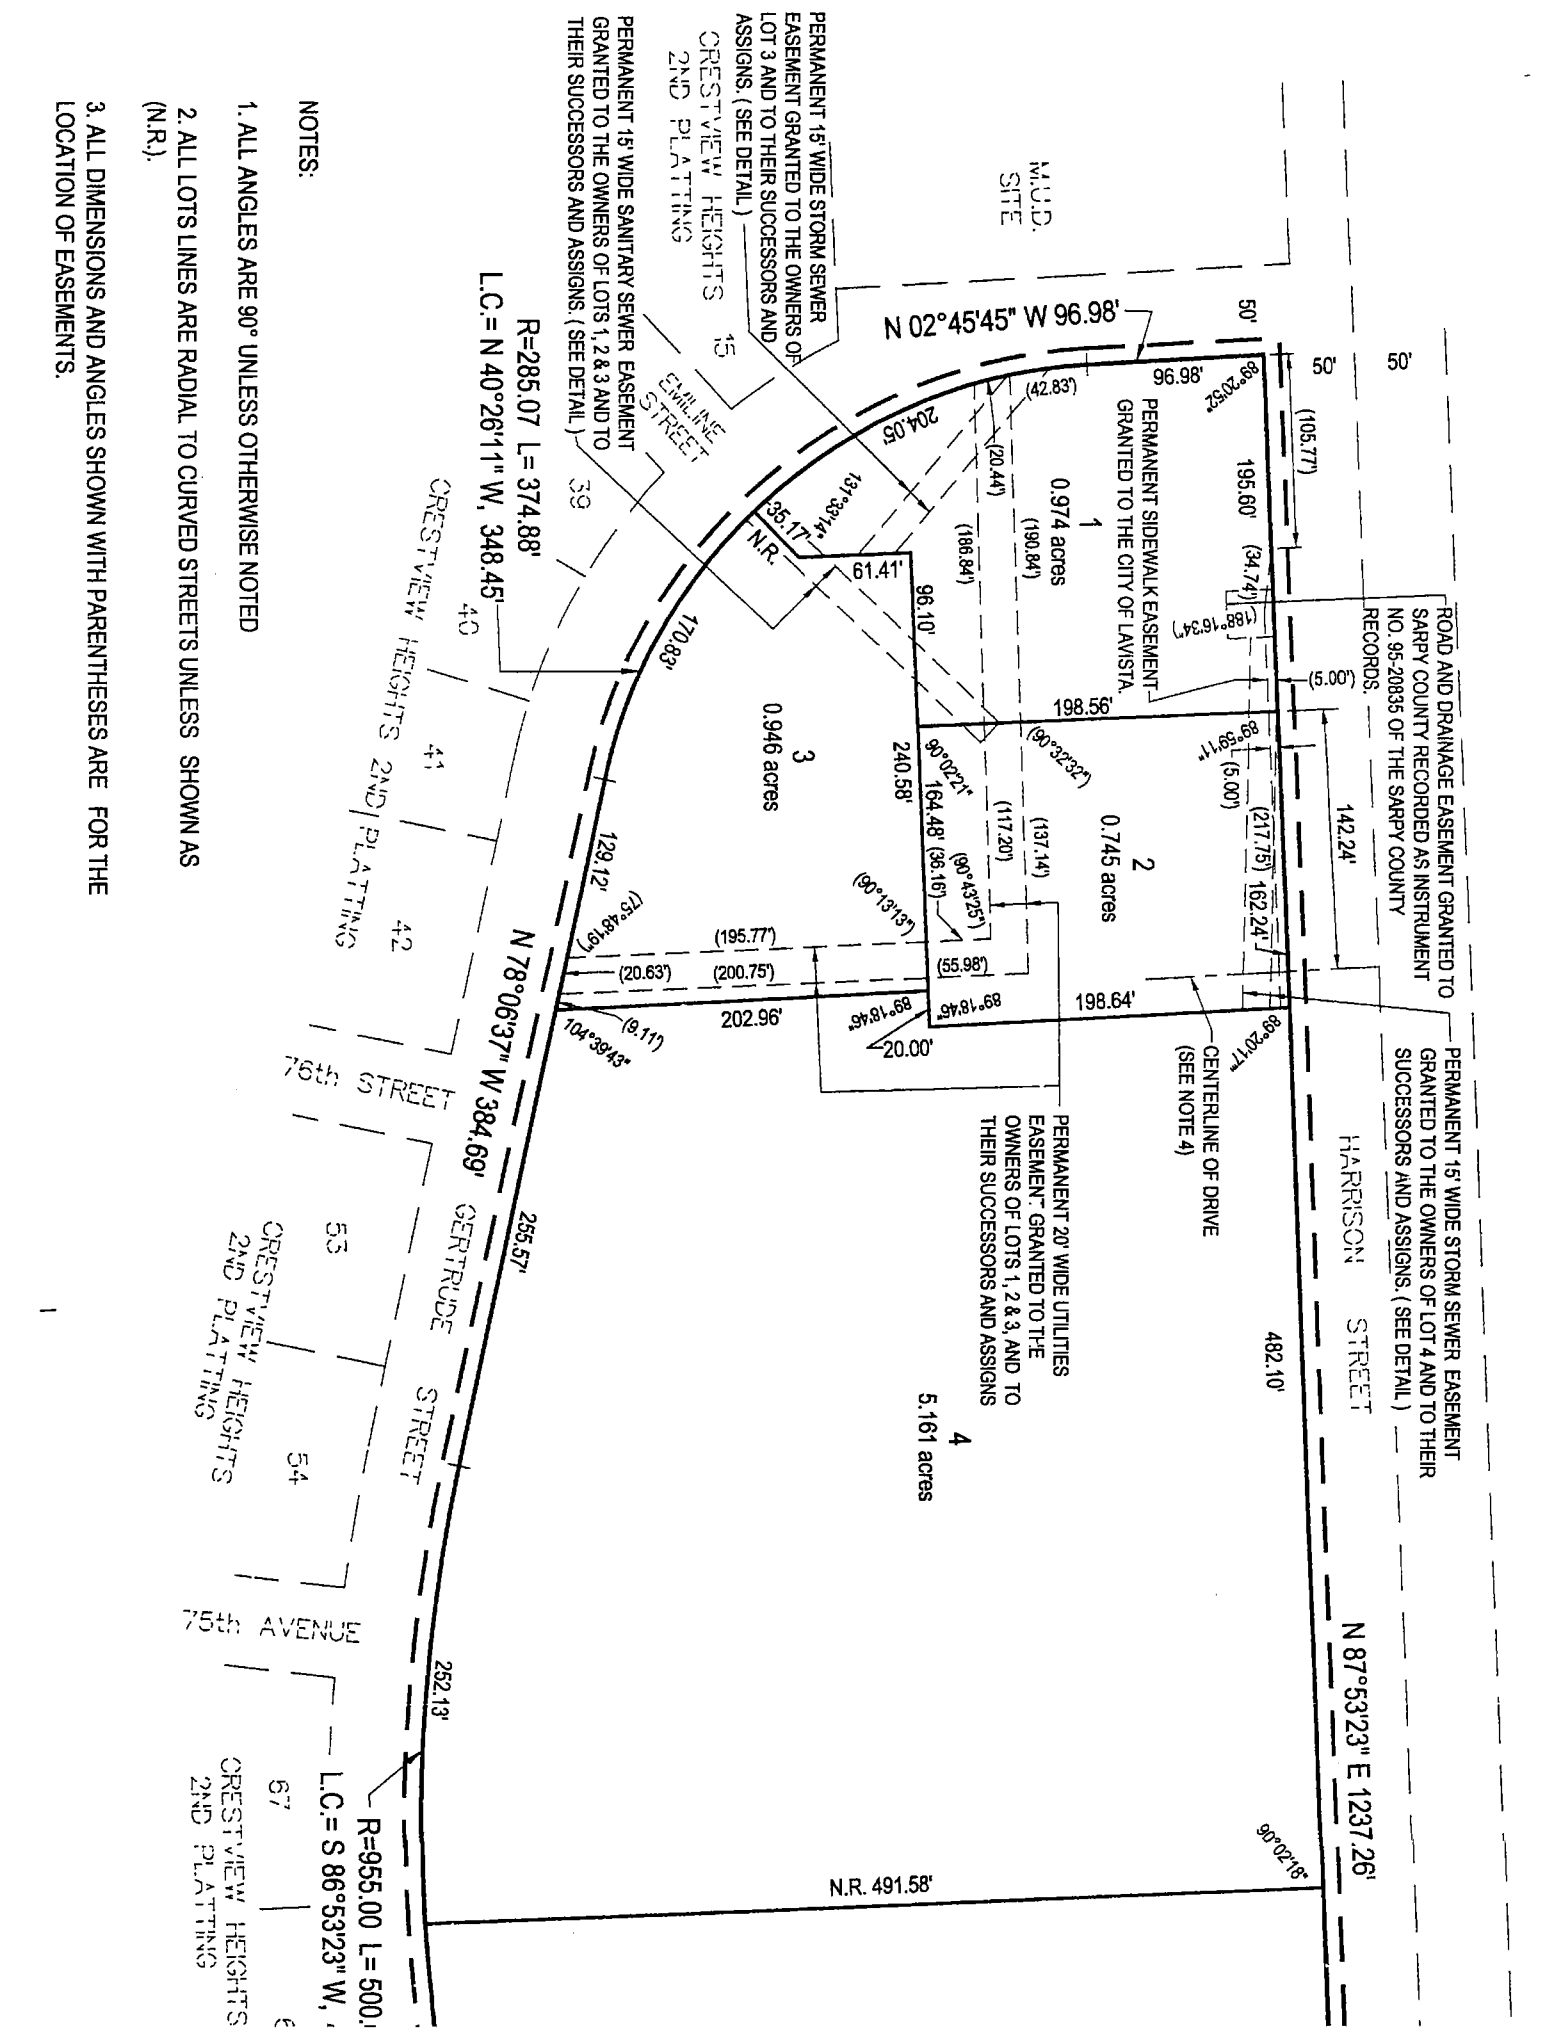 ROAD AND DRAINAGE EASEMENT GRANTED TO
SARPY COUNTY RECORDED AS INSTRUMENT
NO. 95-20835 OF THE SARPY COUNTY
RECORDS.
PERMANENT 15' WIDE STORM SEWER EASEMENT
GRANTED TO THE OWNERS OF LOT 4 AND TO THEIR
SUCCESSORS AND ASSIGNS. ( SEE DETAIL )
50'
50'
50'
HARRISON STREET
N 87°53'23" E 1237.26'
(105.77')
(5.00')
142.24'
89°20'52"
195.60'
(34.74')
(188°16'34")
89°59'11"
(5.00')
(217.75')
162.24'
89°20'17"
482.10'
90°02'18"
M.U.D.
SITE
N 02°45'45" W 96.98'
96.98'
PERMANENT SIDEWALK EASEMENT
GRANTED TO THE CITY OF LAVISTA.
CENTERLINE OF DRIVE
(SEE NOTE 4)
1
0.974 acres
2
0.745 acres
198.56'
(90°32'32")
198.64'
(42.83')
(20.44')
(190.84')
(186.84')
(137.14')
(117.20')
(90°43'25")
(36.16')
(55.98')
PERMANENT 20' WIDE UTILITIES
EASEMENT GRANTED TO THE
OWNERS OF LOTS 1, 2 & 3, AND TO
THEIR SUCCESSORS AND ASSIGNS
4
5.161 acres
N.R. 491.58'
PERMANENT 15' WIDE STORM SEWER
EASEMENT GRANTED TO THE OWNERS OF
LOT 3 AND TO THEIR SUCCESSORS AND
ASSIGNS. ( SEE DETAIL )
CRESTVIEW HEIGHTS 15
2ND PLATTING
204.05'
131°33'14"
35.17'
N.R.
61.41'
96.10'
90°02'21"
240.58'
164.48'
(90°13'13")
89°18'46"
89°18'46"
20.00'
3
0.946 acres
(195.77')
(200.75')
(20.63')
202.96'
(75°48'19")
(9.11')
104°39'43"
PERMANENT 15' WIDE SANITARY SEWER EASEMENT
GRANTED TO THE OWNERS OF LOTS 1, 2 & 3 AND TO
THEIR SUCCESSORS AND ASSIGNS. ( SEE DETAIL )
EMILINE
STREET
39
R=285.07 L= 374.88'
L.C.= N 40°26'11" W, 348.45'
170.83'
129.12'
N 78°06'37" W 384.69'
255.57'
252.13'
GERTRUDE STREET
40
41
42
CRESTVIEW HEIGHTS 2ND PLATTING
76th STREET
53
54
CRESTVIEW HEIGHTS
2ND PLATTING
75th AVENUE
R=955.00 L= 500.
L.C.= S 86°53'23" W,
67
CRESTVIEW HEIGHTS
2ND PLATTING
NOTES:
1. ALL ANGLES ARE 90° UNLESS OTHERWISE NOTED
2. ALL LOTS LINES ARE RADIAL TO CURVED STREETS UNLESS SHOWN AS
(N.R.).
3. ALL DIMENSIONS AND ANGLES SHOWN WITH PARENTHESES ARE FOR THE
LOCATION OF EASEMENTS.